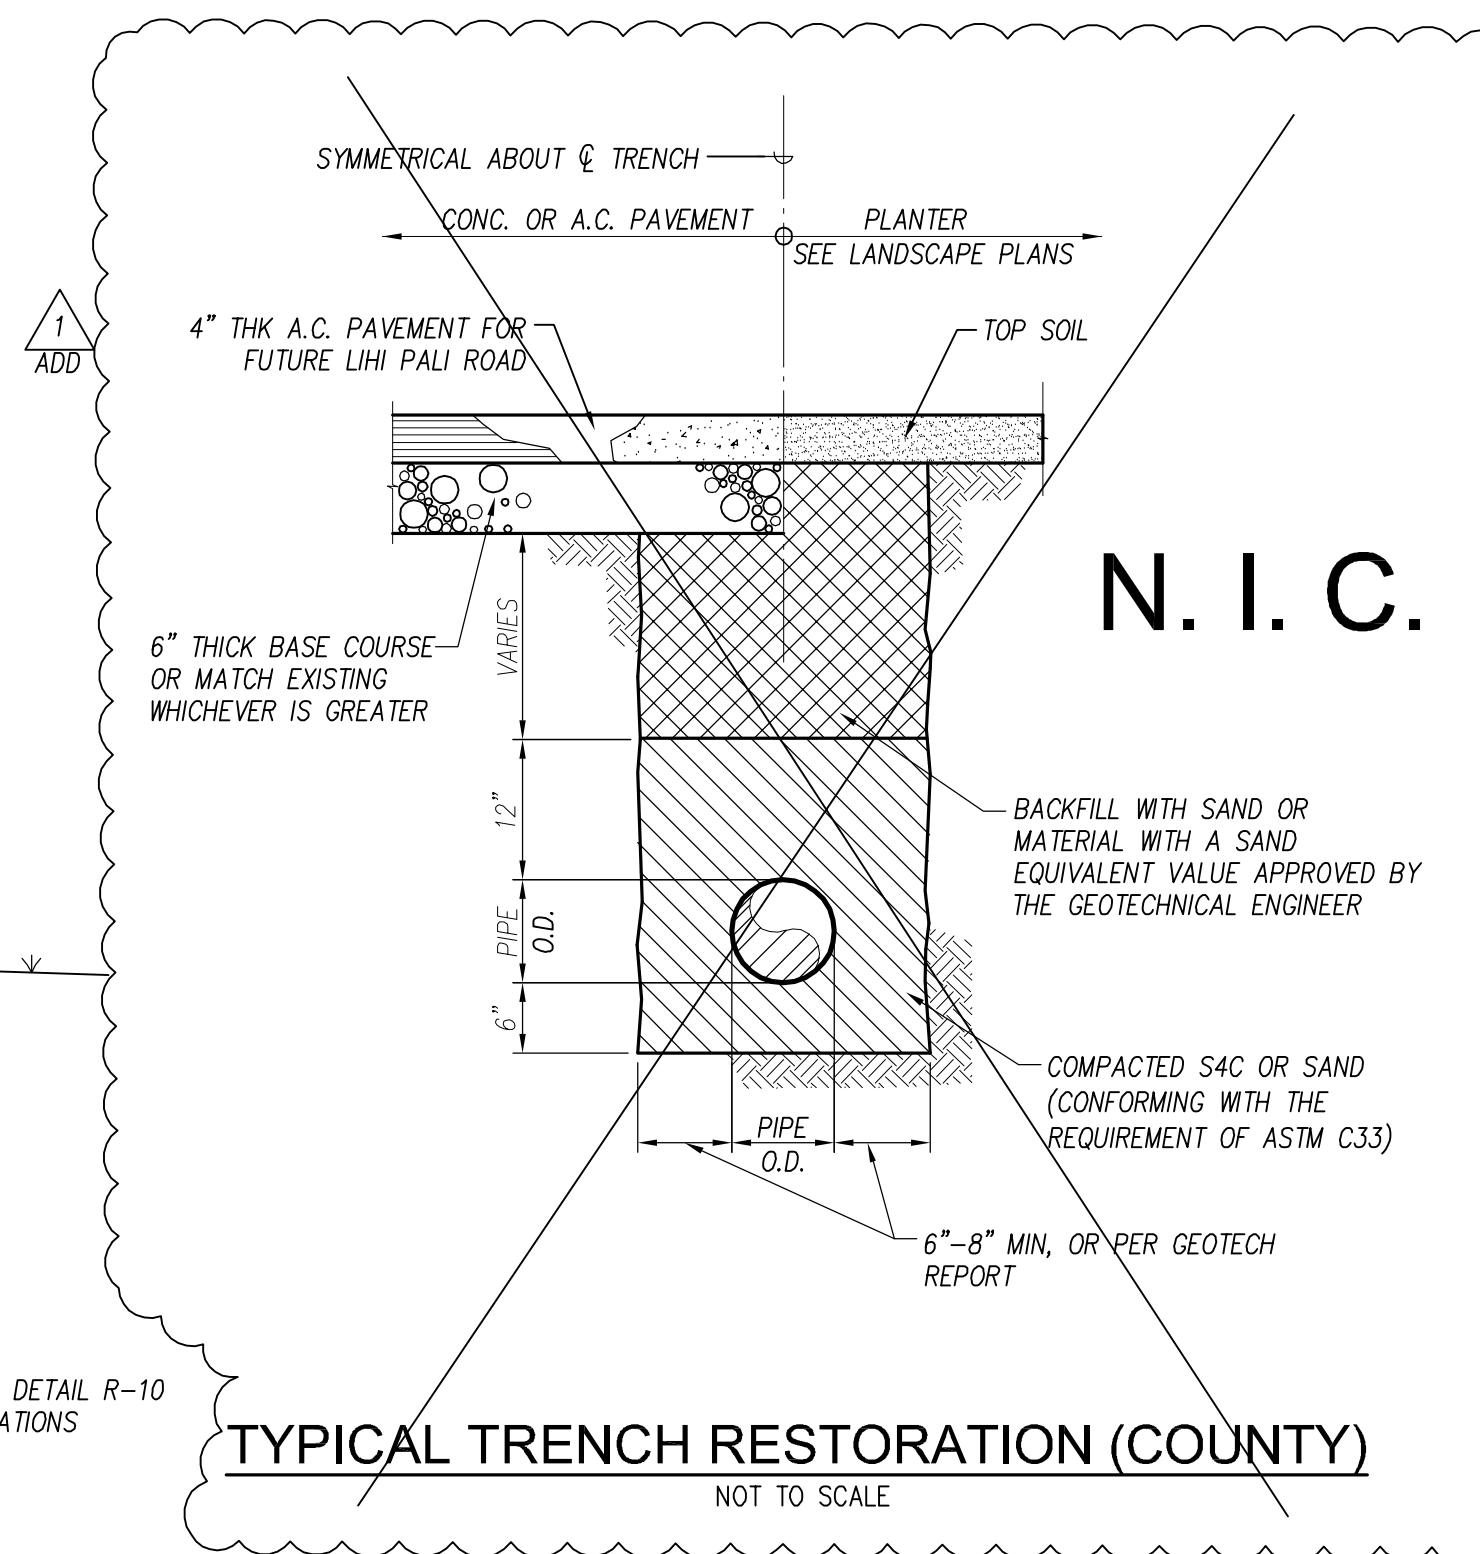 SYMMETRICAL ABOUT ℄ TRENCH
CONC. OR A.C. PAVEMENT
PLANTER
SEE LANDSCAPE PLANS
1
ADD
4" THK A.C. PAVEMENT FOR
FUTURE LIHI PALI ROAD
TOP SOIL
N. I. C.
6" THICK BASE COURSE
OR MATCH EXISTING
WHICHEVER IS GREATER
VARIES
12"
PIPE
O.D.
6"
BACKFILL WITH SAND OR
MATERIAL WITH A SAND
EQUIVALENT VALUE APPROVED BY
THE GEOTECHNICAL ENGINEER
COMPACTED S4C OR SAND
(CONFORMING WITH THE
REQUIREMENT OF ASTM C33)
PIPE
O.D.
6"-8" MIN, OR PER GEOTECH
REPORT
DETAIL R-10
ATIONS
TYPICAL TRENCH RESTORATION (COUNTY)
NOT TO SCALE